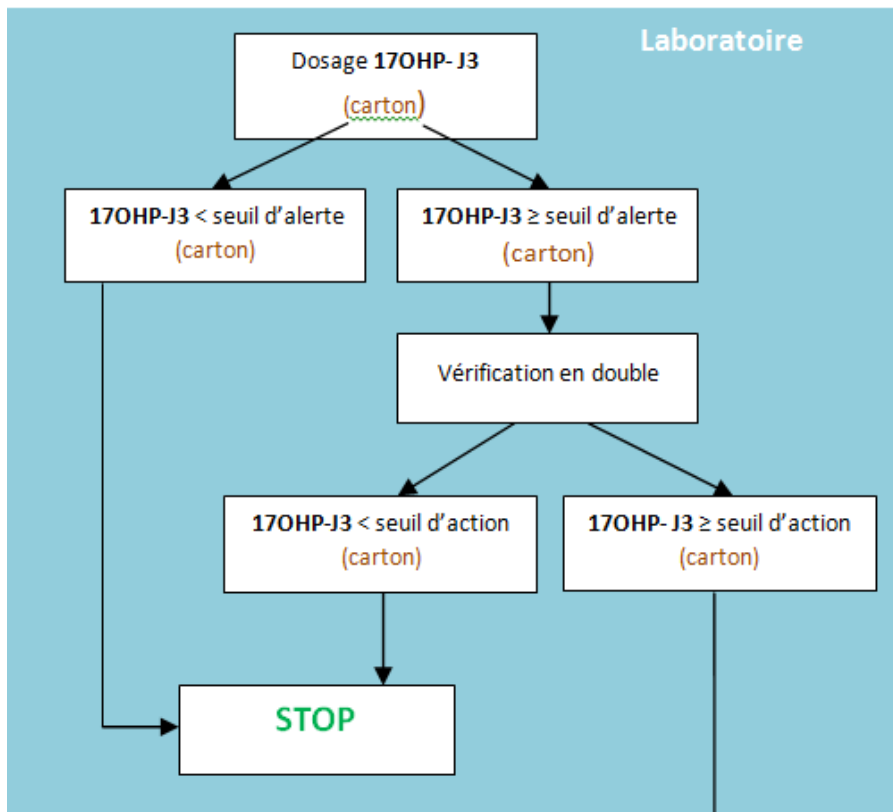 Laboratoire
Dosage 17OHP- J3
(carton)
17OHP-J3 < seuil d'alerte
(carton)
17OHP-J3 ≥ seuil d'alerte
(carton)
Vérification en double
17OHP-J3 < seuil d'action
(carton)
17OHP- J3 ≥ seuil d'action
(carton)
STOP